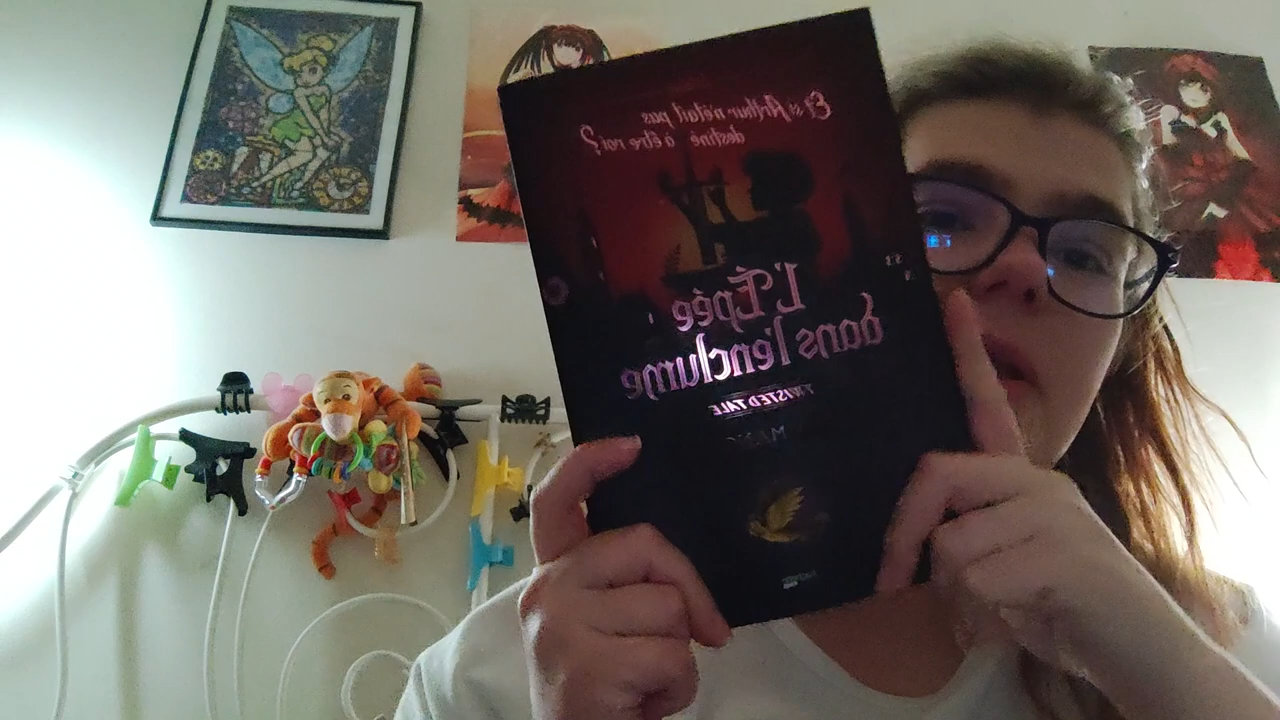 Et si Arthur n'était pas
destiné à être roi ?
L'Épée
dans l'enclume
TWISTED TALE